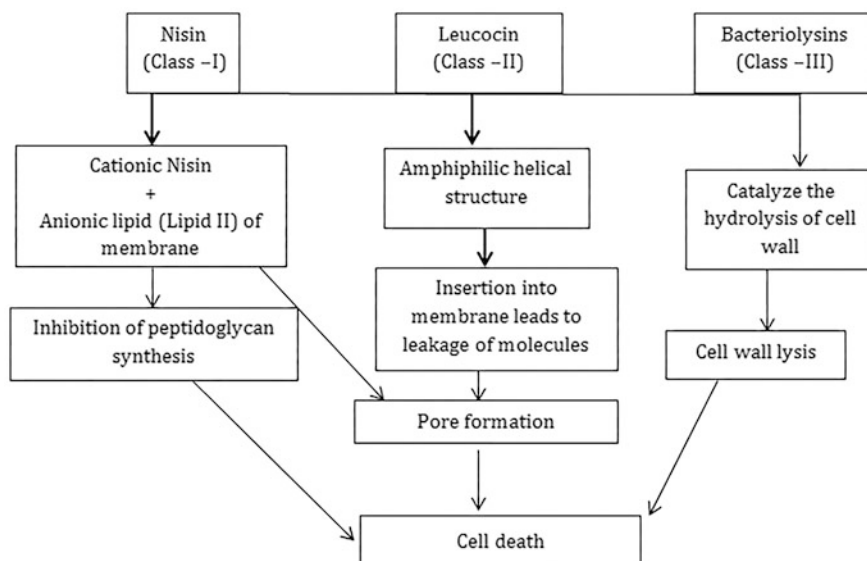 Nisin
(Class –I)
Leucocin
(Class –II)
Bacteriolysins
(Class –III)
Cationic Nisin
+
Anionic lipid (Lipid II) of
membrane
Amphiphilic helical
structure
Catalyze the
hydrolysis of cell
wall
Inhibition of peptidoglycan
synthesis
Insertion into
membrane leads to
leakage of molecules
Cell wall lysis
Pore formation
Cell death